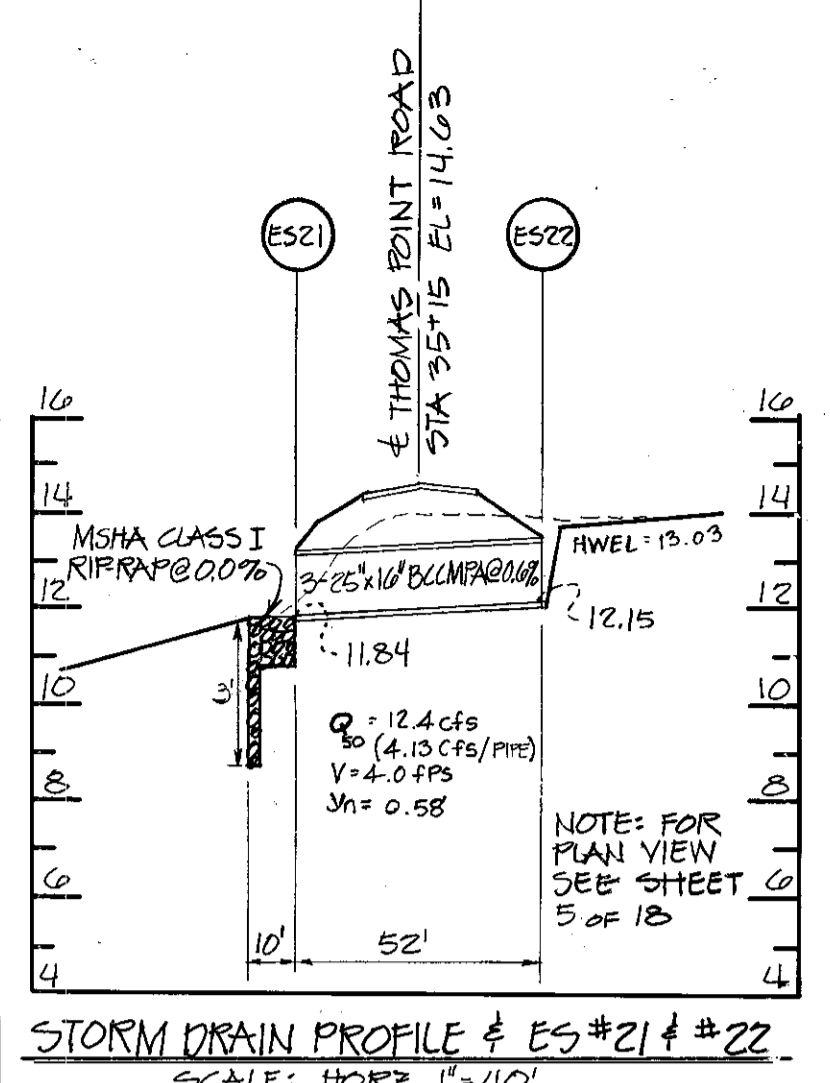 ℄ THOMAS POINT ROAD
STA 35+15 EL=14.63
ES21
ES22
16
14
12
10
8
6
4
16
14
12
10
8
6
4
MSHA CLASS I
RIPRAP@0.0%
3-25"x16" BCCMPA@0.6%
HWEL=13.03
12.15
11.84
3'
Q50 = 12.4 cfs
(4.13 cfs/PIPE)
V=4.0 fps
yn= 0.58'
NOTE: FOR
PLAN VIEW
SEE SHEET
5 OF 18
10'
52'
STORM DRAIN PROFILE ℄ ES #21 & #22
SCALE: HORZ 1"=40'